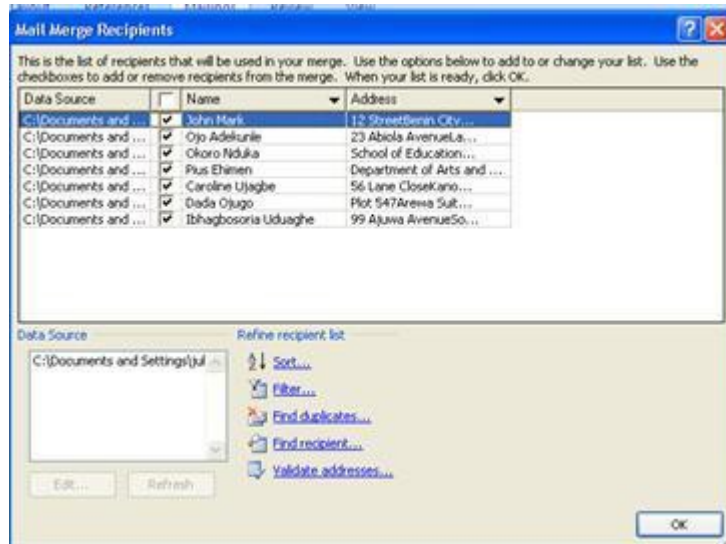 References Mailings Review View
Mail Merge Recipients
This is the list of recipients that will be used in your merge. Use the options below to add to or change your list. Use the
checkboxes to add or remove recipients from the merge. When your list is ready, click OK.
Data Source Name Address
C:\Documents and ... John Mark 12 StreetBenin City...
C:\Documents and ... Ojo Adekunle 23 Abiola AvenueLa...
C:\Documents and ... Okoro Nduka School of Education...
C:\Documents and ... Pius Ehimen Department of Arts and ...
C:\Documents and ... Caroline Ujagbe 56 Lane CloseKano...
C:\Documents and ... Dada Ojugo Plot 547Arewa Suit...
C:\Documents and ... Ibhagbosoria Uduaghe 99 Ajuwa AvenueSo...
Data Source Refine recipient list
C:\Documents and Settings\jul
Sort...
Filter...
Find duplicates...
Find recipient...
Validate addresses...
Edit... Refresh
OK